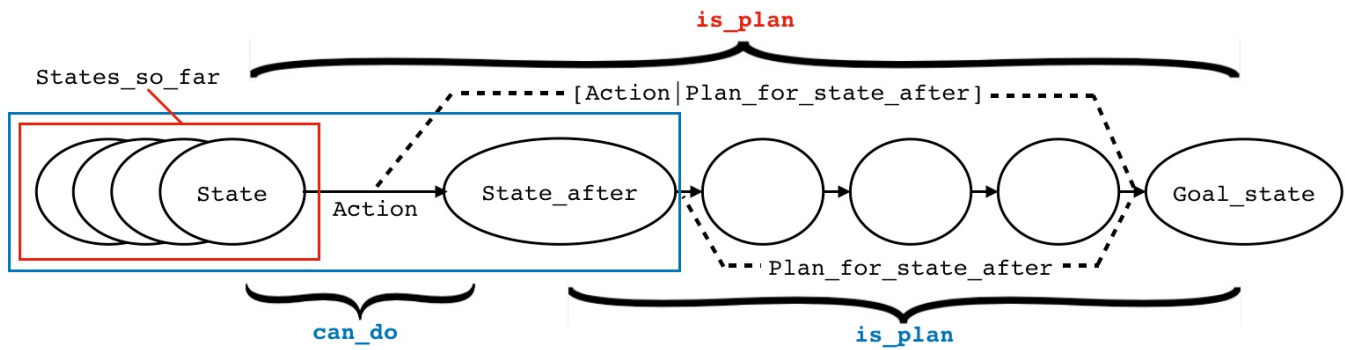 is_plan
States_so_far
[Action|Plan_for_state_after]
State
Action
State_after
Goal_state
Plan_for_state_after
can_do
is_plan